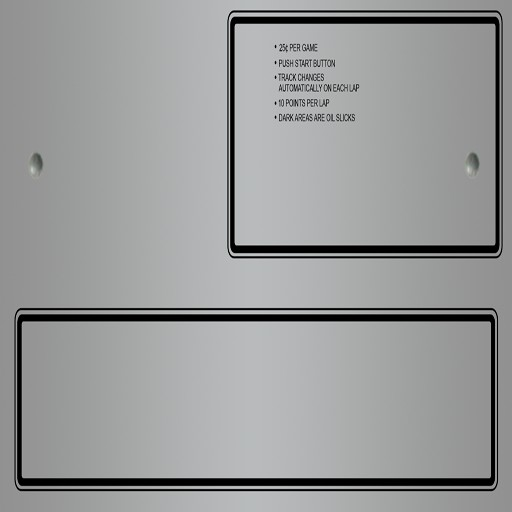 • 25¢ PER GAME
• PUSH START BUTTON
• TRACK CHANGES
AUTOMATICALLY ON EACH LAP
• 10 POINTS PER LAP
• DARK AREAS ARE OIL SLICKS